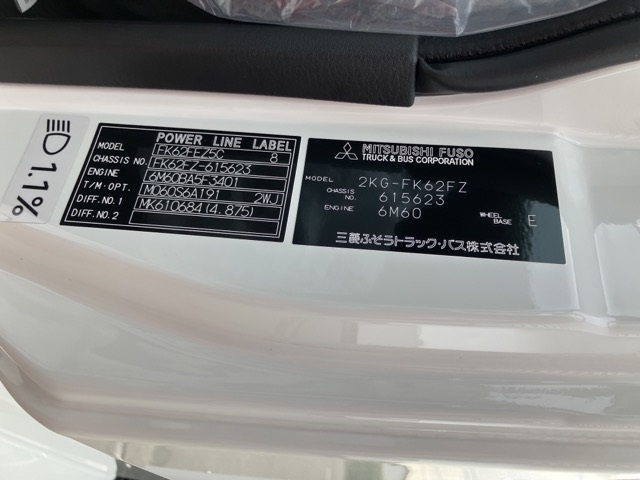 1.1%
POWER LINE LABEL
MODEL FK62FEZ5C 8
CHASSIS NO. FK62FZ-615623
ENGINE 6M60BA5F3401
T/M·OPT. M060S6AT91 2WJ
DIFF. NO.1 MK610684(4.875)
DIFF. NO.2
MITSUBISHI FUSO
TRUCK & BUS CORPORATION
MODEL 2KG-FK62FZ
CHASSIS NO. 615623
ENGINE 6M60 WHEEL BASE E
三菱ふそうトラック・バス株式会社